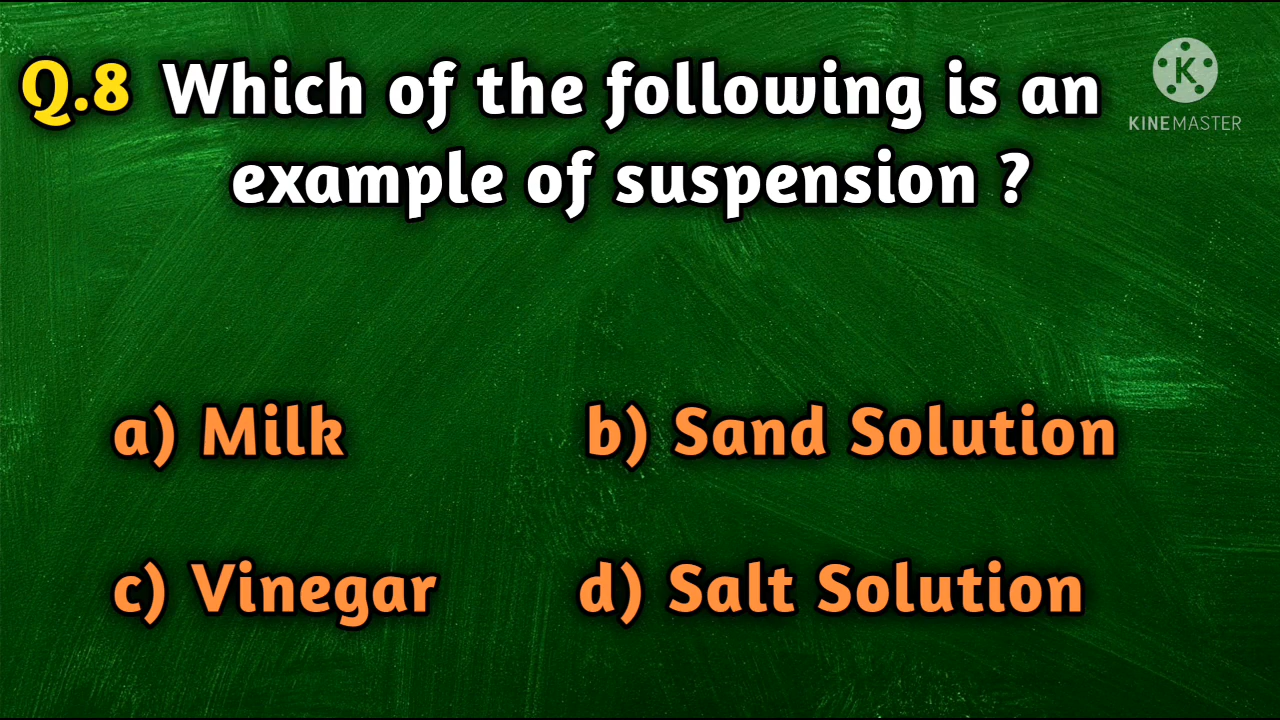 Q.8 Which of the following is an
example of suspension ?
K
KINEMASTER
a) Milk
b) Sand Solution
c) Vinegar
d) Salt Solution